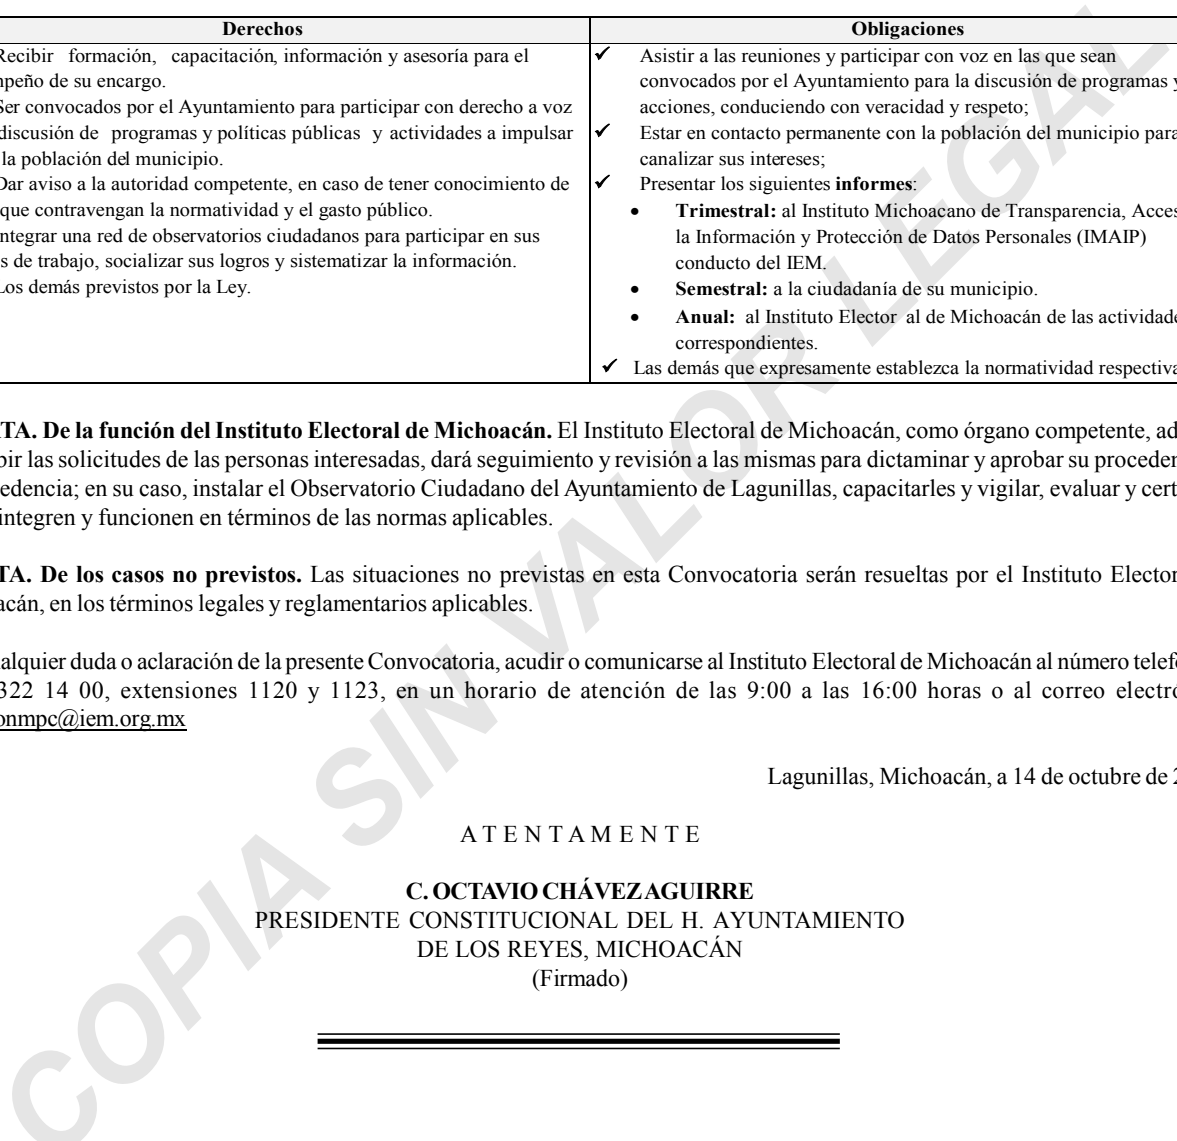 Derechos
Recibir formación, capacitación, información y asesoría para el
peño de su encargo.
Ser convocados por el Ayuntamiento para participar con derecho a voz
discusión de programas y políticas públicas y actividades a impulsar
la población del municipio.
Dar aviso a la autoridad competente, en caso de tener conocimiento de
que contravengan la normatividad y el gasto público.
ntegrar una red de observatorios ciudadanos para participar en sus
s de trabajo, socializar sus logros y sistematizar la información.
Los demás previstos por la Ley.
Obligaciones
✓ Asistir a las reuniones y participar con voz en las que sean
convocados por el Ayuntamiento para la discusión de programas y
acciones, conduciendo con veracidad y respeto;
✓ Estar en contacto permanente con la población del municipio para
canalizar sus intereses;
✓ Presentar los siguientes informes:
• Trimestral: al Instituto Michoacano de Transparencia, Acces
la Información y Protección de Datos Personales (IMAIP)
conducto del IEM.
• Semestral: a la ciudadanía de su municipio.
• Anual: al Instituto Elector al de Michoacán de las actividade
correspondientes.
✓ Las demás que expresamente establezca la normatividad respectiva
TA. De la función del Instituto Electoral de Michoacán. El Instituto Electoral de Michoacán, como órgano competente, ad
bir las solicitudes de las personas interesadas, dará seguimiento y revisión a las mismas para dictaminar y aprobar su proceden
edencia; en su caso, instalar el Observatorio Ciudadano del Ayuntamiento de Lagunillas, capacitarles y vigilar, evaluar y cert
integren y funcionen en términos de las normas aplicables.
TA. De los casos no previstos. Las situaciones no previstas en esta Convocatoria serán resueltas por el Instituto Elector
acán, en los términos legales y reglamentarios aplicables.
alquier duda o aclaración de la presente Convocatoria, acudir o comunicarse al Instituto Electoral de Michoacán al número telef
322 14 00, extensiones 1120 y 1123, en un horario de atención de las 9:00 a las 16:00 horas o al correo electró
onmpc@iem.org.mx
Lagunillas, Michoacán, a 14 de octubre de 2
A T E N T A M E N T E
C. OCTAVIO CHÁVEZ AGUIRRE
PRESIDENTE CONSTITUCIONAL DEL H. AYUNTAMIENTO
DE LOS REYES, MICHOACÁN
(Firmado)
COPIA SIN VALOR LEGAL